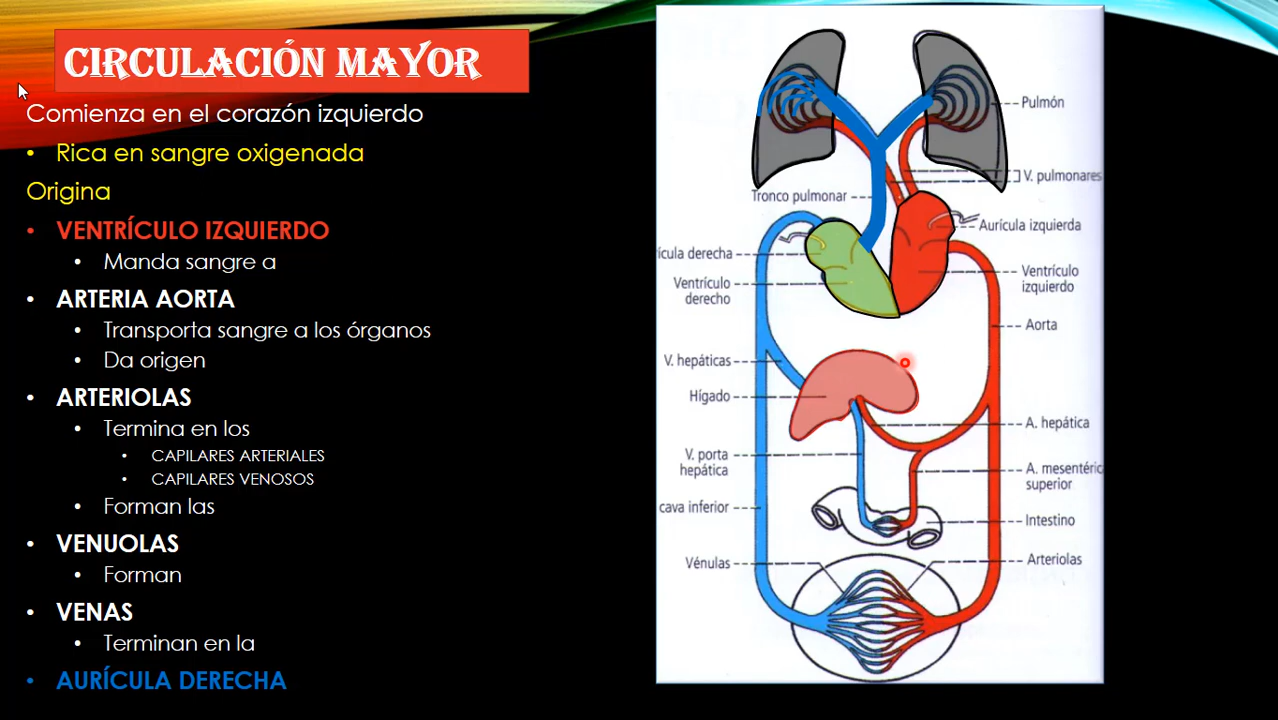 CIRCULACIÓN MAYOR
Comienza en el corazón izquierdo
• Rica en sangre oxigenada
Origina
• VENTRÍCULO IZQUIERDO
• Manda sangre a
• ARTERIA AORTA
• Transporta sangre a los órganos
• Da origen
• ARTERIOLAS
• Termina en los
• CAPILARES ARTERIALES
• CAPILARES VENOSOS
• Forman las
• VENUOLAS
• Forman
• VENAS
• Terminan en la
• AURÍCULA DERECHA
Pulmón
V. pulmonares
Tronco pulmonar
Aurícula izquierda
ícula derecha
Ventrículo
derecho
Ventrículo
izquierdo
Aorta
V. hepáticas
Hígado
A. hepática
V. porta
hepática
A. mesentéric
superior
cava inferior
Intestino
Vénulas
Arteriolas